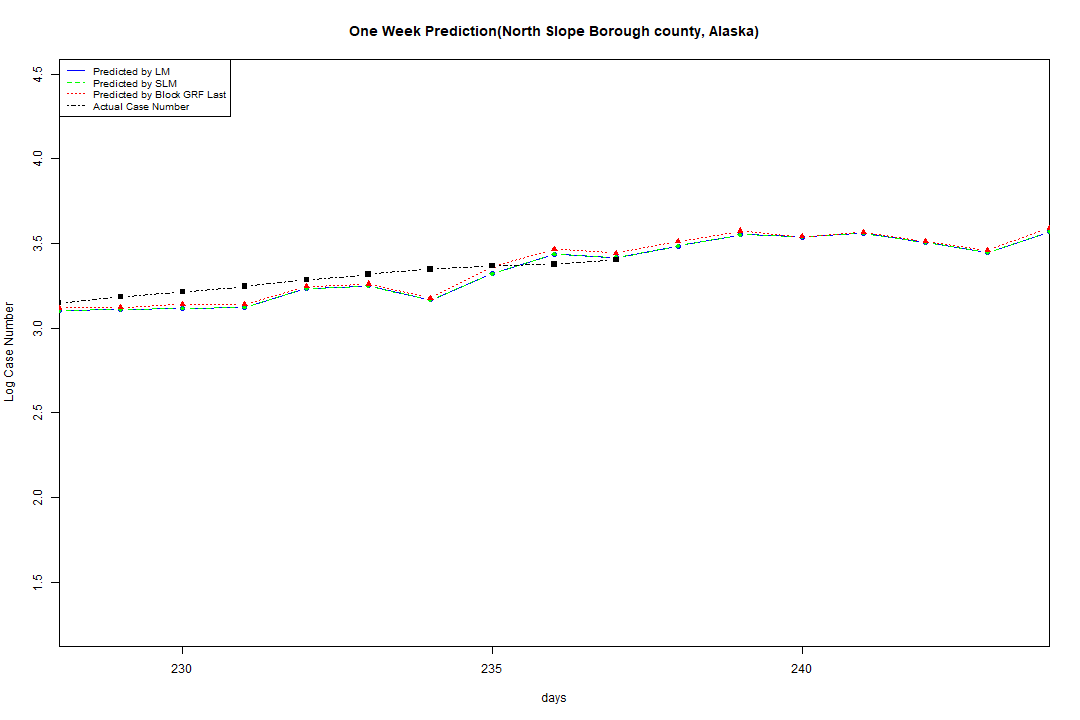 One Week Prediction(North Slope Borough county, Alaska)
Predicted by LM
Predicted by SLM
Predicted by Block GRF Last
Actual Case Number
4.5
4.0
3.5
3.0
2.5
2.0
1.5
Log Case Number
230
235
240
days